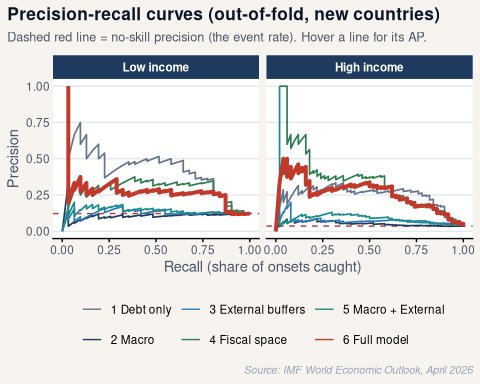 Precision-recall curves (out-of-fold, new countries)
Dashed red line = no-skill precision (the event rate). Hover a line for its AP.
Low income
High income
Precision
1.00
0.75
0.50
0.25
0.00
0.00 0.25 0.50 0.75 1.00
0.00 0.25 0.50 0.75 1.00
Recall (share of onsets caught)
1 Debt only
3 External buffers
5 Macro + External
2 Macro
4 Fiscal space
6 Full model
Source: IMF World Economic Outlook, April 2026